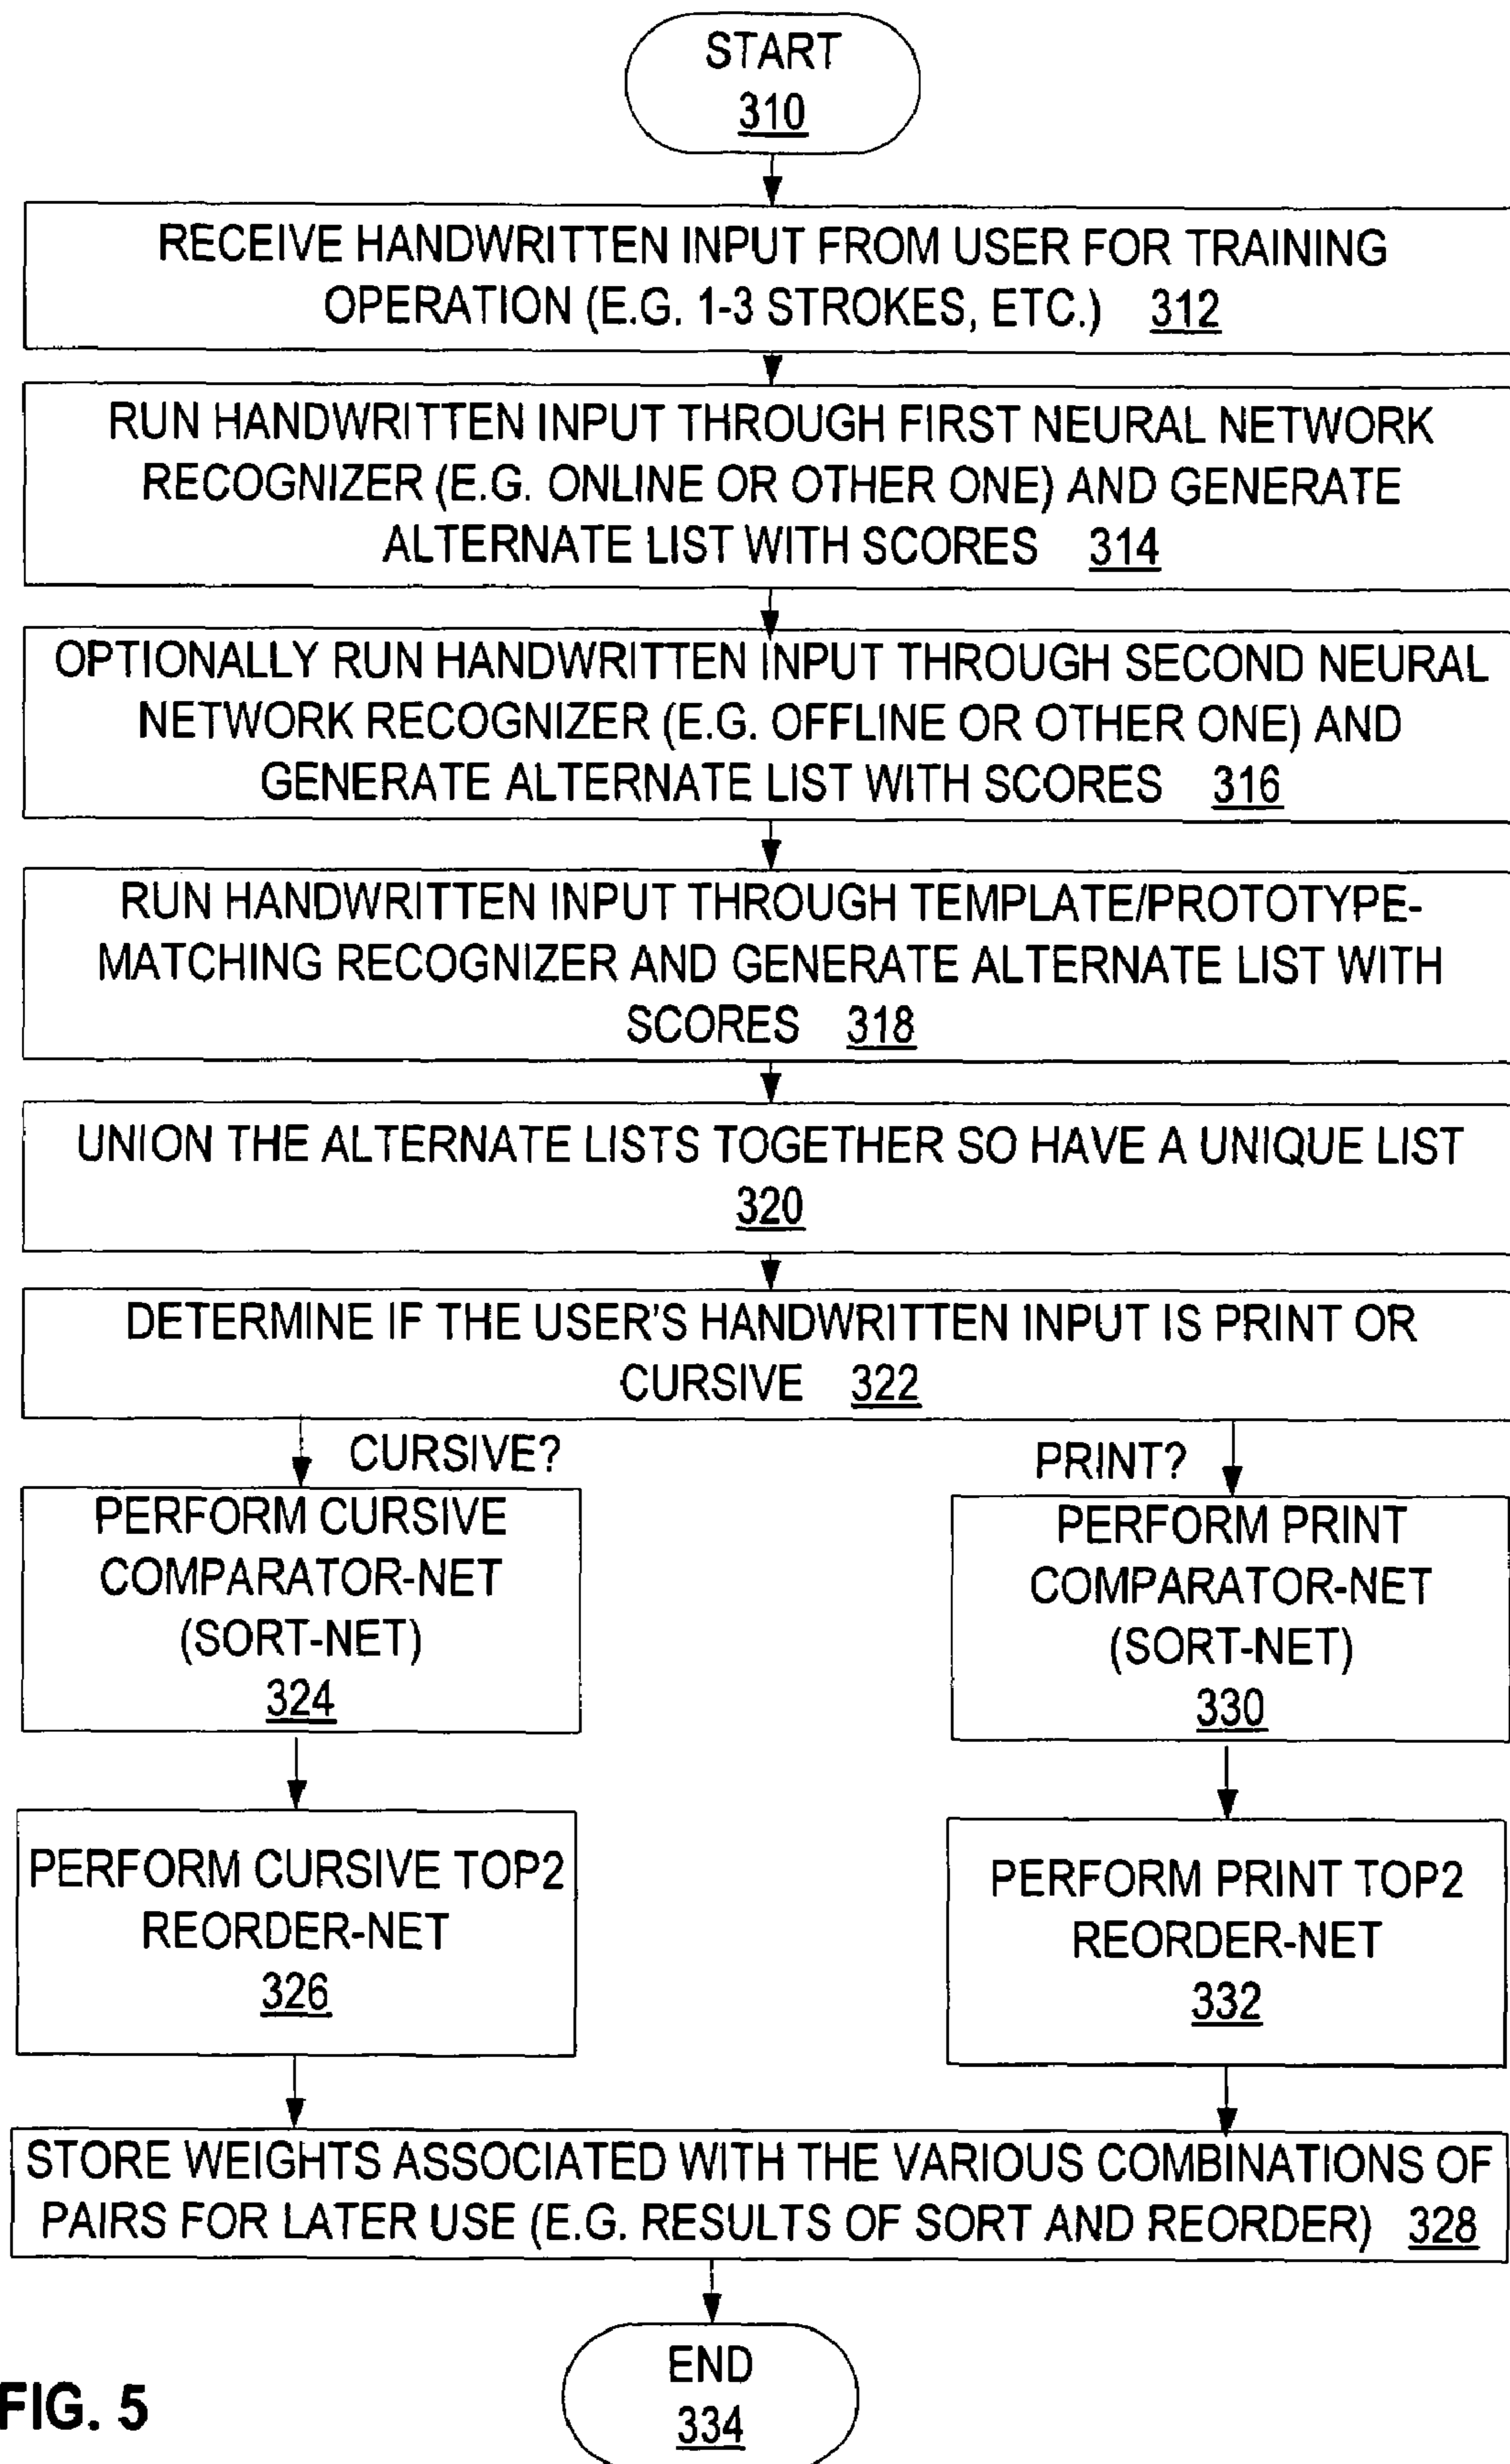 START
310
RECEIVE HANDWRITTEN INPUT FROM USER FOR TRAINING
OPERATION (E.G. 1-3 STROKES, ETC.) 312
RUN HANDWRITTEN INPUT THROUGH FIRST NEURAL NETWORK
RECOGNIZER (E.G. ONLINE OR OTHER ONE) AND GENERATE
ALTERNATE LIST WITH SCORES 314
OPTIONALLY RUN HANDWRITTEN INPUT THROUGH SECOND NEURAL
NETWORK RECOGNIZER (E.G. OFFLINE OR OTHER ONE) AND
GENERATE ALTERNATE LIST WITH SCORES 316
RUN HANDWRITTEN INPUT THROUGH TEMPLATE/PROTOTYPE-
MATCHING RECOGNIZER AND GENERATE ALTERNATE LIST WITH
SCORES 318
UNION THE ALTERNATE LISTS TOGETHER SO HAVE A UNIQUE LIST
320
DETERMINE IF THE USER'S HANDWRITTEN INPUT IS PRINT OR
CURSIVE 322
CURSIVE?
PERFORM CURSIVE
COMPARATOR-NET
(SORT-NET)
324
PERFORM CURSIVE TOP2
REORDER-NET
326
PRINT?
PERFORM PRINT
COMPARATOR-NET
(SORT-NET)
330
PERFORM PRINT TOP2
REORDER-NET
332
STORE WEIGHTS ASSOCIATED WITH THE VARIOUS COMBINATIONS OF
PAIRS FOR LATER USE (E.G. RESULTS OF SORT AND REORDER) 328
END
334
FIG. 5